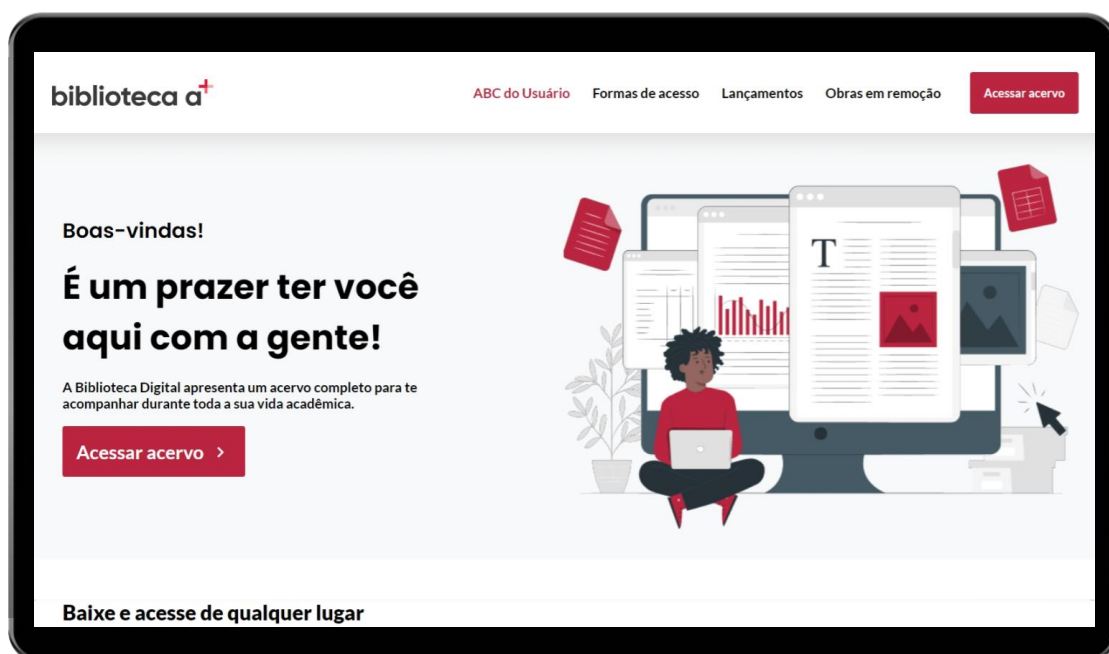 biblioteca a+
ABC do Usuário Formas de acesso Lançamentos Obras em remoção Acessar acervo
Boas-vindas!
É um prazer ter você
aqui com a gente!
A Biblioteca Digital apresenta um acervo completo para te
acompanhar durante toda a sua vida acadêmica.
Acessar acervo >
T
Baixe e acesse de qualquer lugar